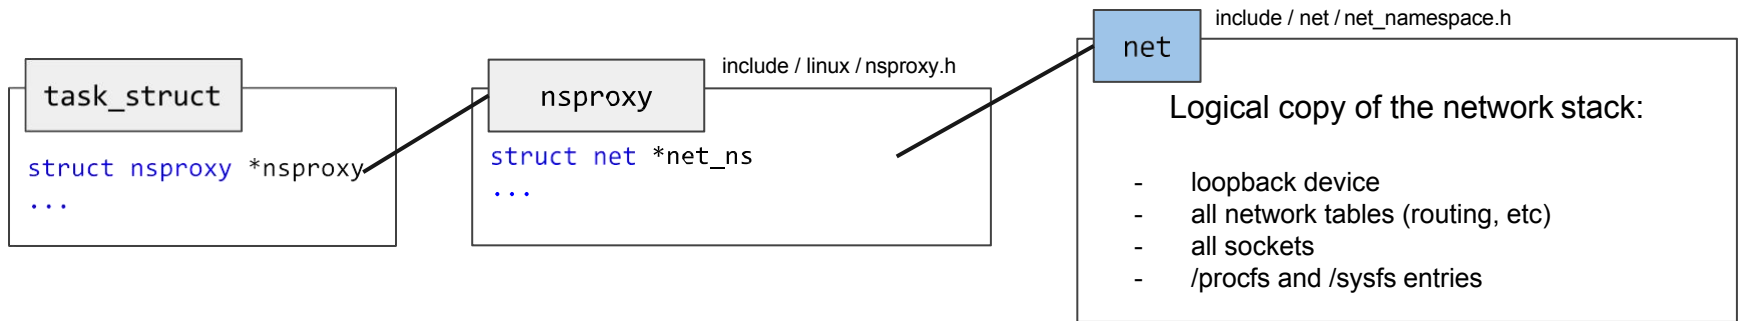 task_struct
struct nsproxy *nsproxy
...
include / linux / nsproxy.h
nsproxy
struct net *net_ns
...
include / net / net_namespace.h
net
Logical copy of the network stack:
- loopback device
- all network tables (routing, etc)
- all sockets
- /procfs and /sysfs entries